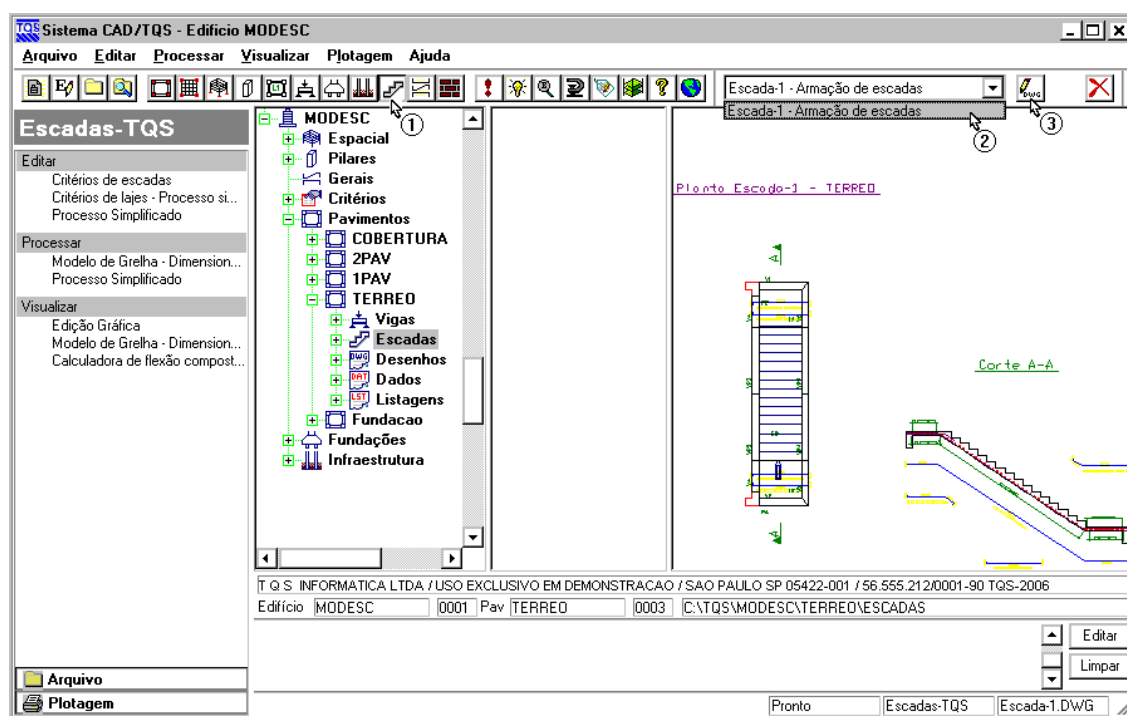 TQS Sistema CAD/TQS - Edificio MODESC
Arquivo Editar Processar Visualizar Plotagem Ajuda
Escada-1 - Armação de escadas
DWG
Escada-1 - Armação de escadas
1
2
3
Escadas-TQS
Editar
Critérios de escadas
Critérios de lajes - Processo si...
Processo Simplificado
Processar
Modelo de Grelha - Dimension...
Processo Simplificado
Visualizar
Edição Gráfica
Modelo de Grelha - Dimension...
Calculadora de flexão compost...
Arquivo
Plotagem
MODESC
Espacial
Pilares
Gerais
Critérios
Pavimentos
COBERTURA
2PAV
1PAV
TERREO
Vigas
Escadas
DWG Desenhos
DAT Dados
LST Listagens
Fundacao
Fundações
Infraestrutura
Planta Escada-1 - TERREO
A
Corte A-A
A
T Q S INFORMATICA LTDA / USO EXCLUSIVO EM DEMONSTRACAO / SAO PAULO SP 05422-001 / 56.555.212/0001-90 TQS-2006
Edifício MODESC 0001 Pav TERREO 0003 C:\TQS\MODESC\TERREO\ESCADAS
Editar
Limpar
Pronto Escadas-TQS Escada-1.DWG